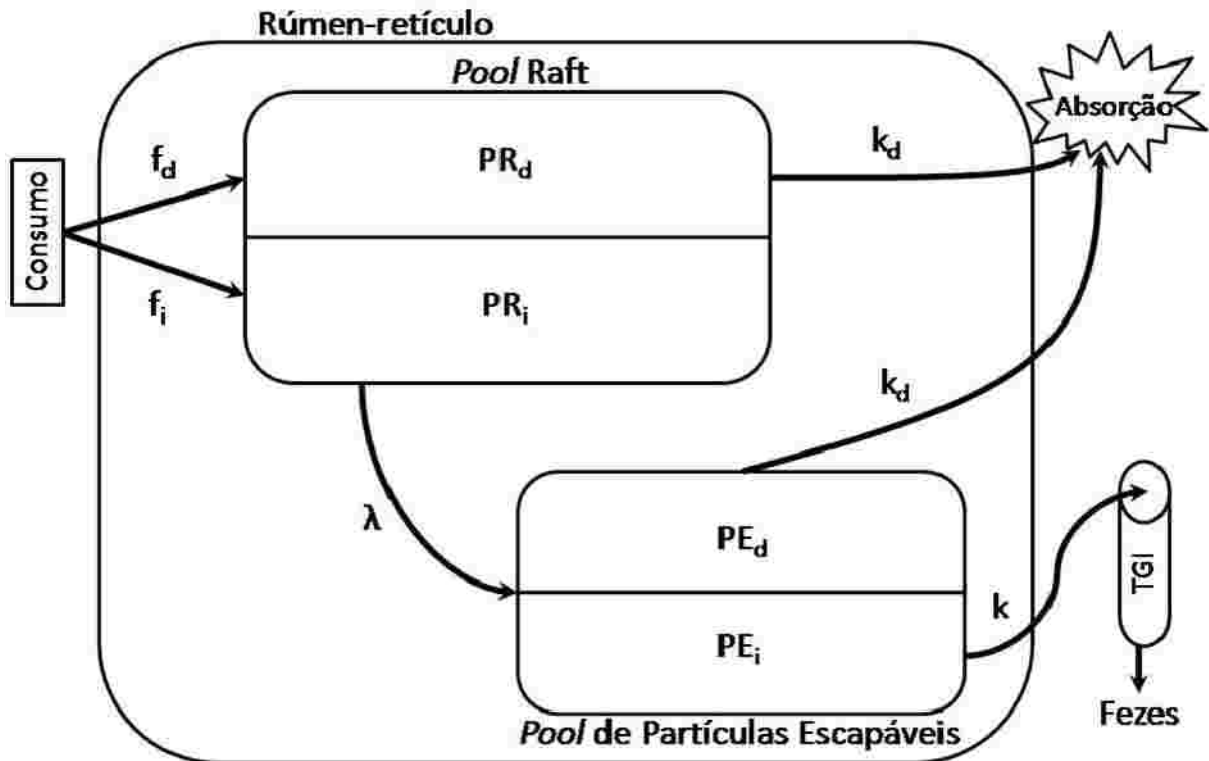 Rúmen-retículo
Pool Raft
Absorção
Consumo
f_d
f_i
PR_d
PR_i
k_d
k_d
λ
PE_d
PE_i
k
TGI
Fezes
Pool de Partículas Escapáveis